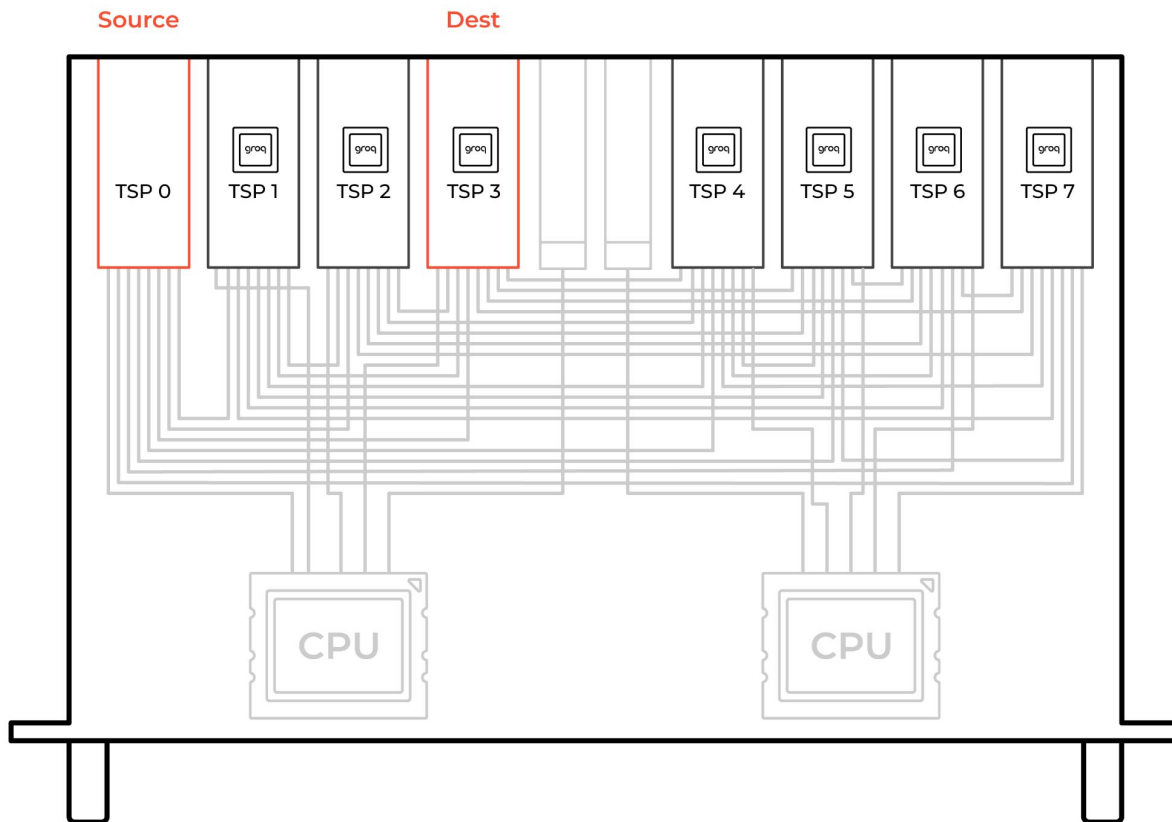 Source Dest
groq groq groq groq groq groq groq
TSP 0 TSP 1 TSP 2 TSP 3 TSP 4 TSP 5 TSP 6 TSP 7
CPU CPU